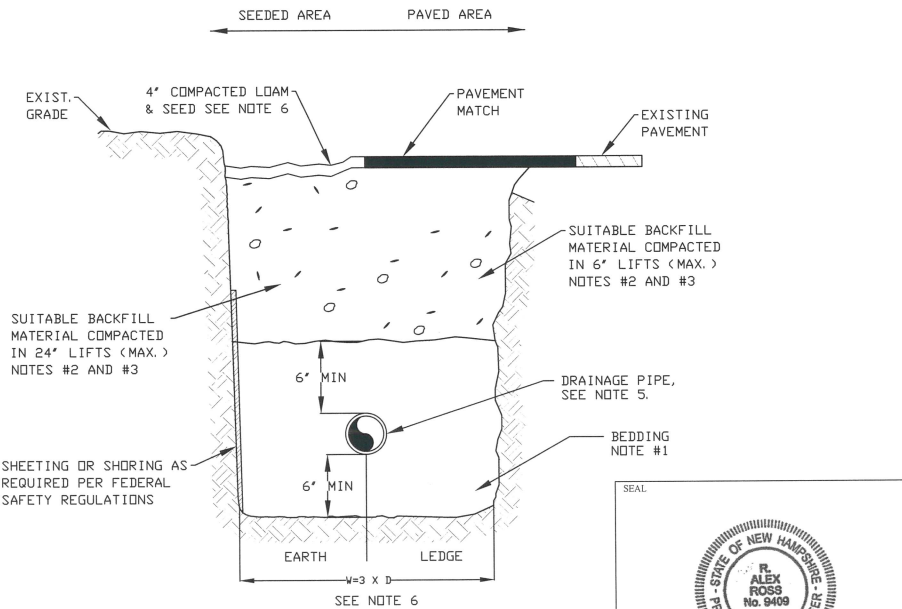 SEEDED AREA
PAVED AREA
EXIST.
GRADE
4" COMPACTED LOAM
& SEED SEE NOTE 6
PAVEMENT
MATCH
EXISTING
PAVEMENT
SUITABLE BACKFILL
MATERIAL COMPACTED
IN 6" LIFTS (MAX.)
NOTES #2 AND #3
SUITABLE BACKFILL
MATERIAL COMPACTED
IN 24" LIFTS (MAX.)
NOTES #2 AND #3
6" MIN
DRAINAGE PIPE,
SEE NOTE 5.
BEDDING
NOTE #1
SHEETING OR SHORING AS
REQUIRED PER FEDERAL
SAFETY REGULATIONS
6" MIN
EARTH
LEDGE
W=3 X D
SEE NOTE 6
SEAL
STATE OF NEW HAMPSHIRE
R.
ALEX
ROSS
No. 9409